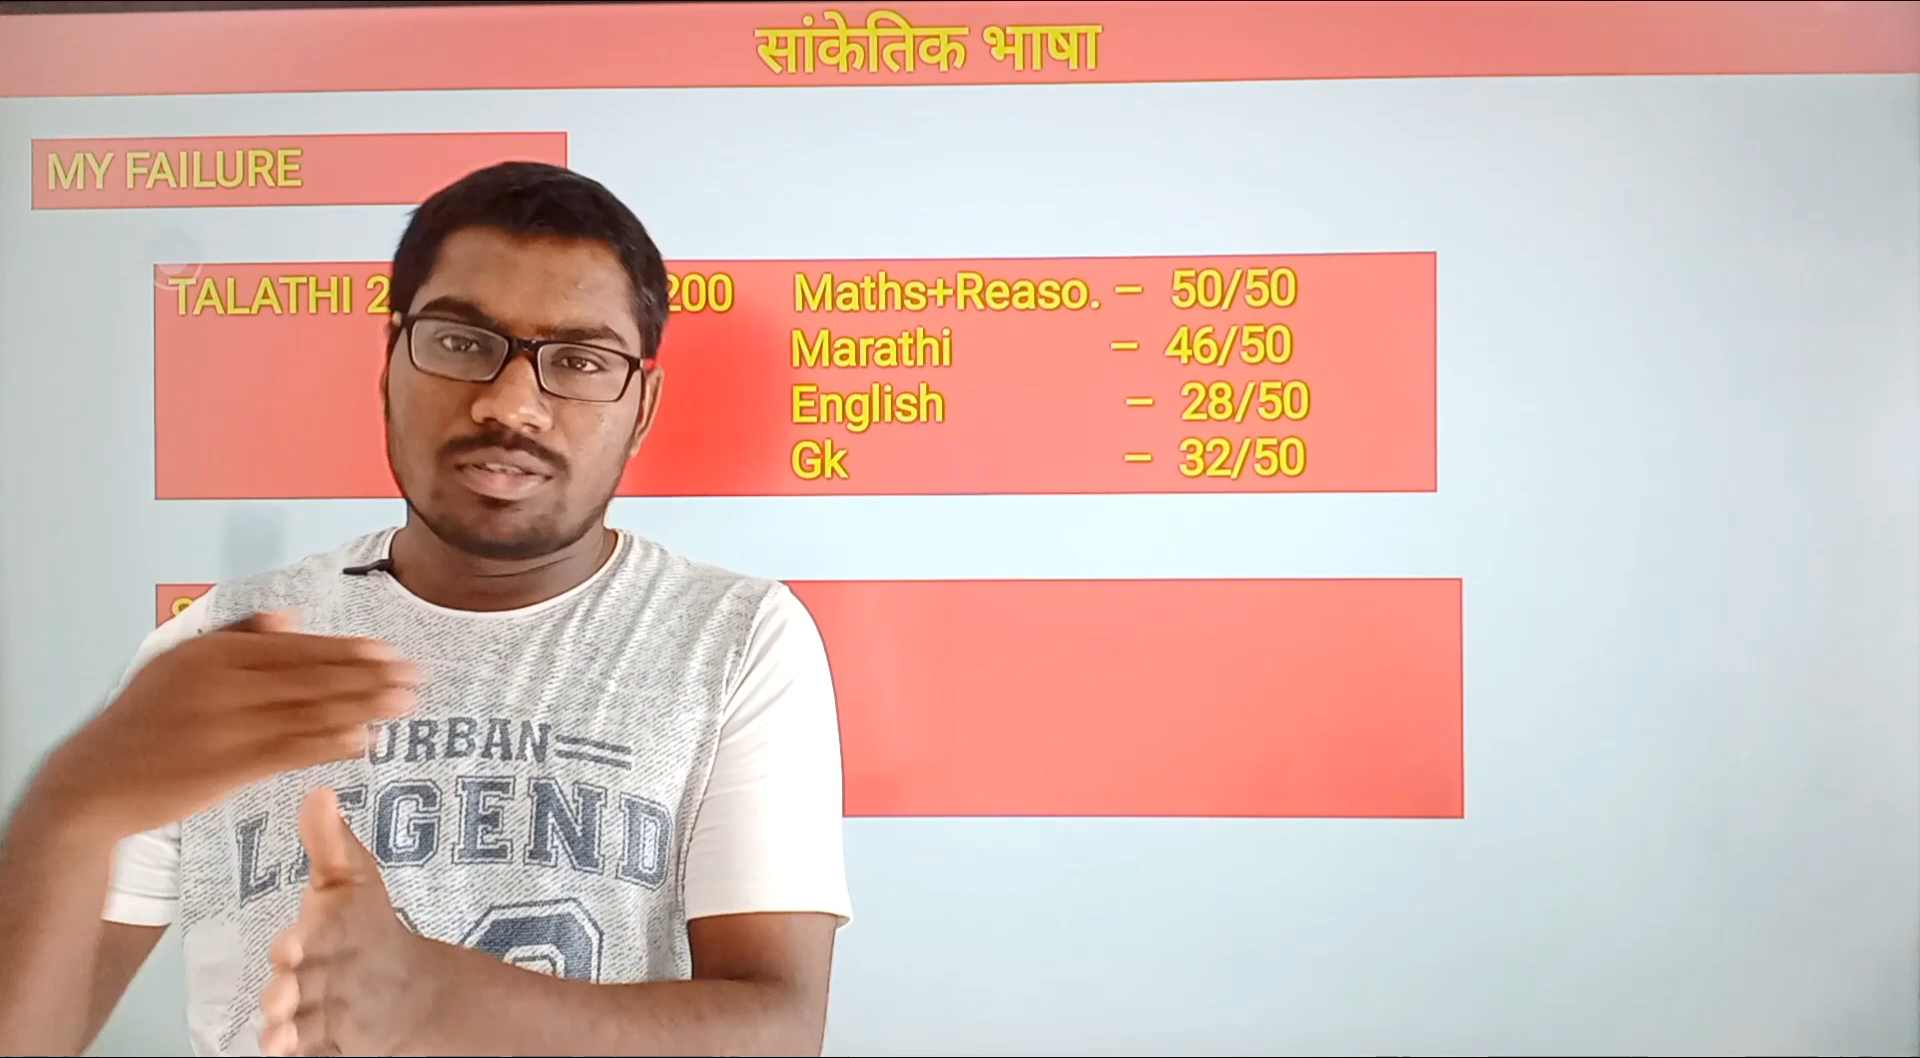 सांकेतिक भाषा
MY FAILURE
TALATHI 2 200 Maths+Reaso. – 50/50
Marathi – 46/50
English – 28/50
Gk – 32/50
URBAN
LEGEND